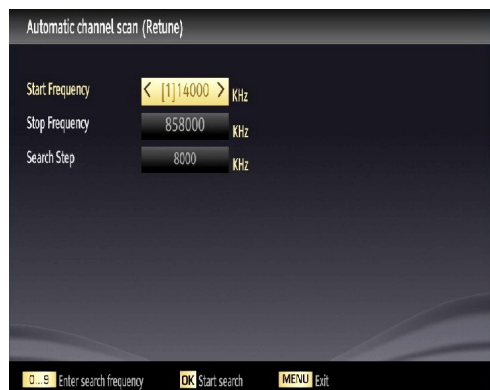 Automatic channel scan (Retune)
Start Frequency < [1]14000 > KHz
Stop Frequency 858000 KHz
Search Step 8000 KHz
0...9 Enter search frequency OK Start search MENU Exit